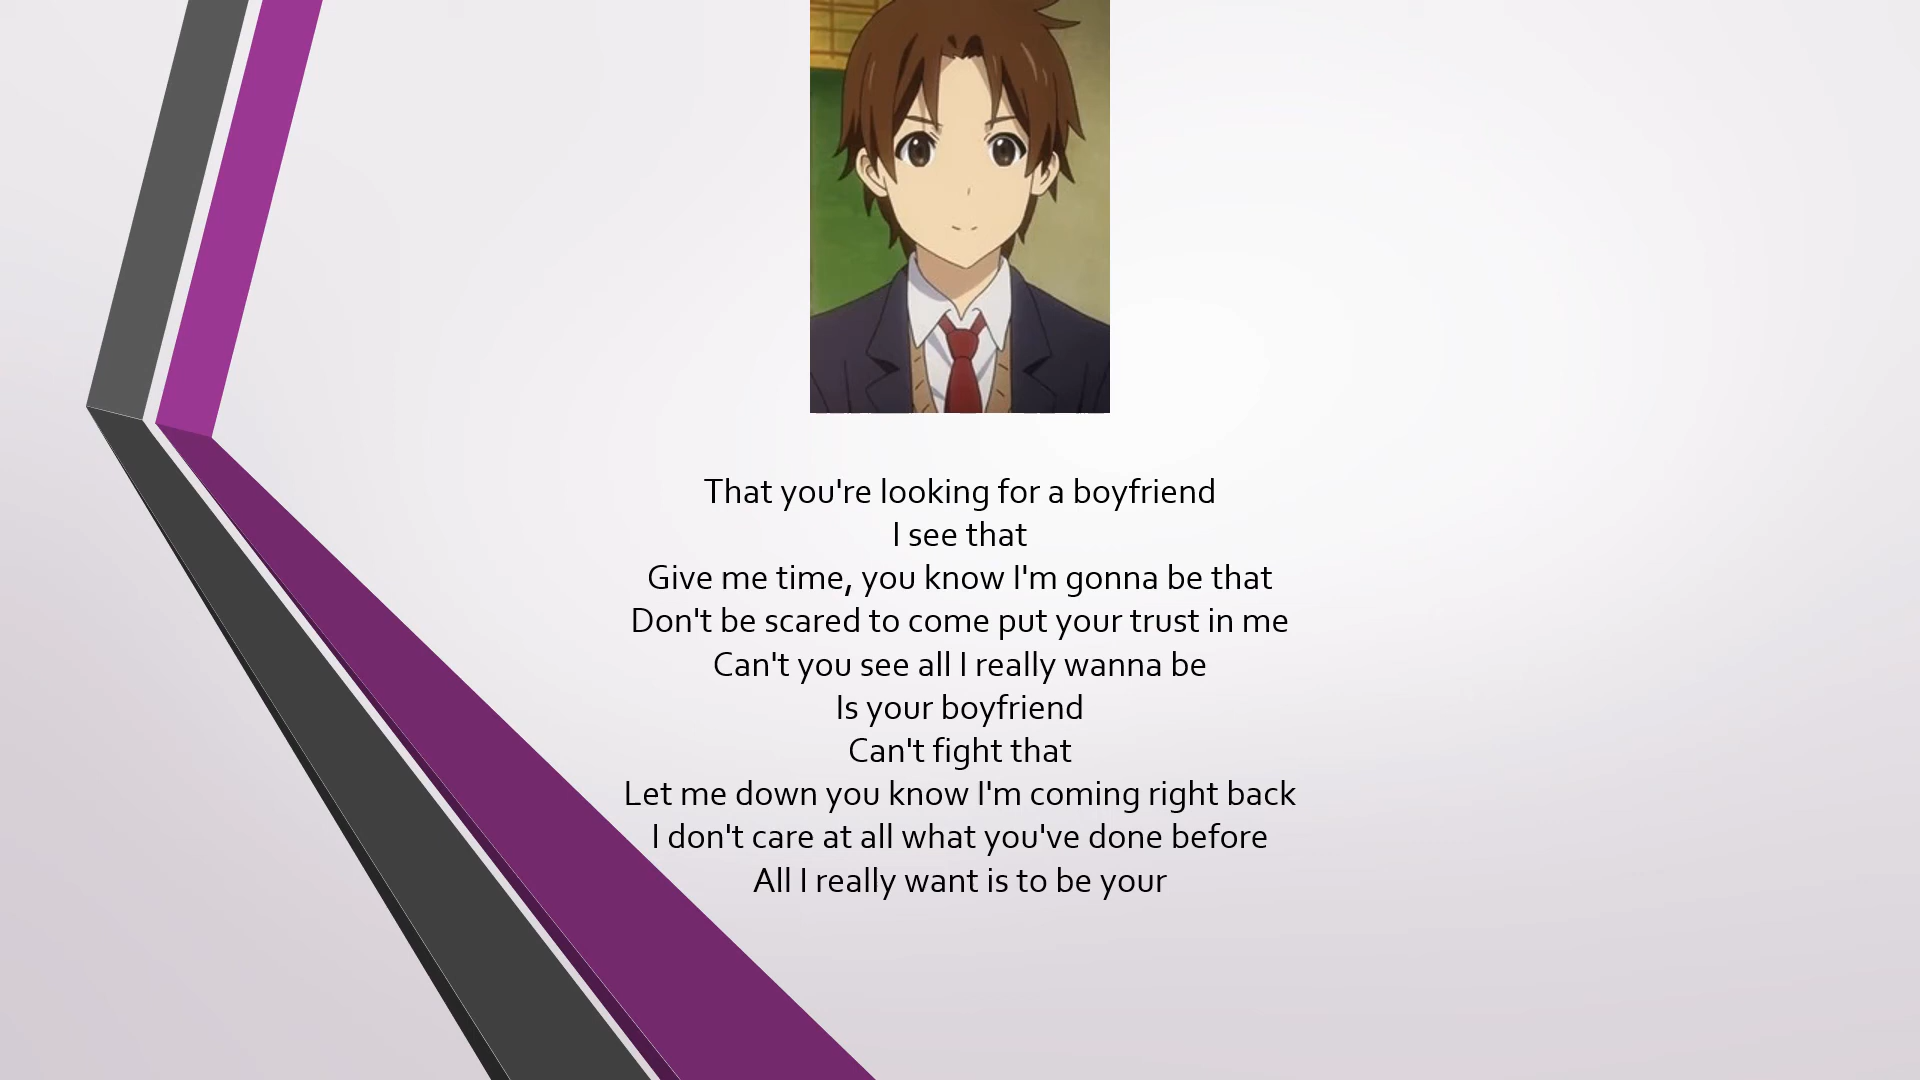 That you're looking for a boyfriend
I see that
Give me time, you know I'm gonna be that
Don't be scared to come put your trust in me
Can't you see all I really wanna be
Is your boyfriend
Can't fight that
Let me down you know I'm coming right back
I don't care at all what you've done before
All I really want is to be your